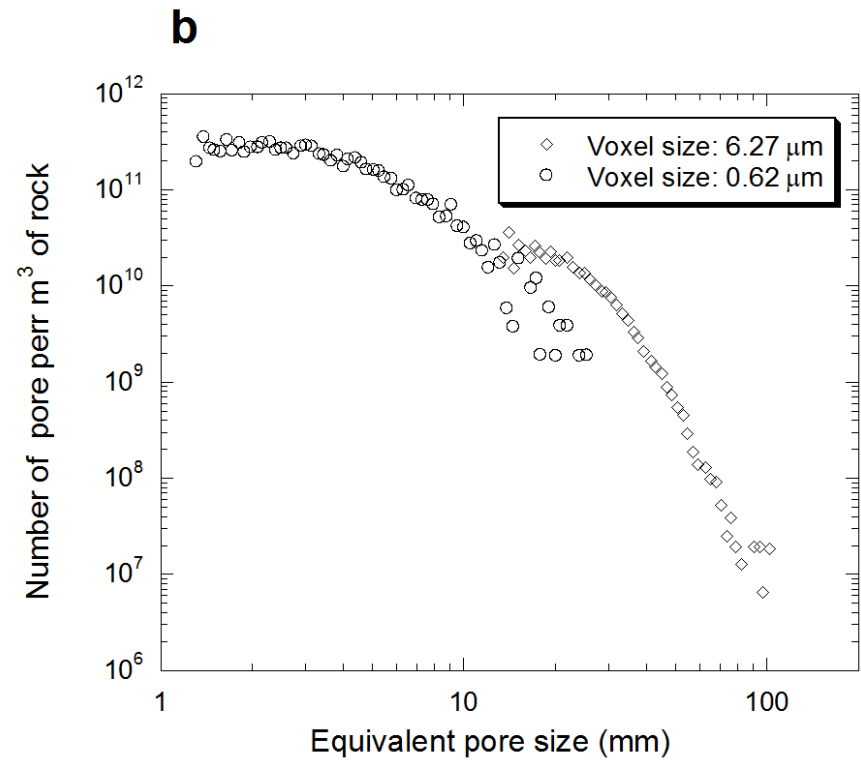 b
10¹²
10¹¹
10¹⁰
10⁹
10⁸
10⁷
10⁶
Number of pore perr m³ of rock
Voxel size: 6.27 μm
Voxel size: 0.62 μm
1
10
100
Equivalent pore size (mm)